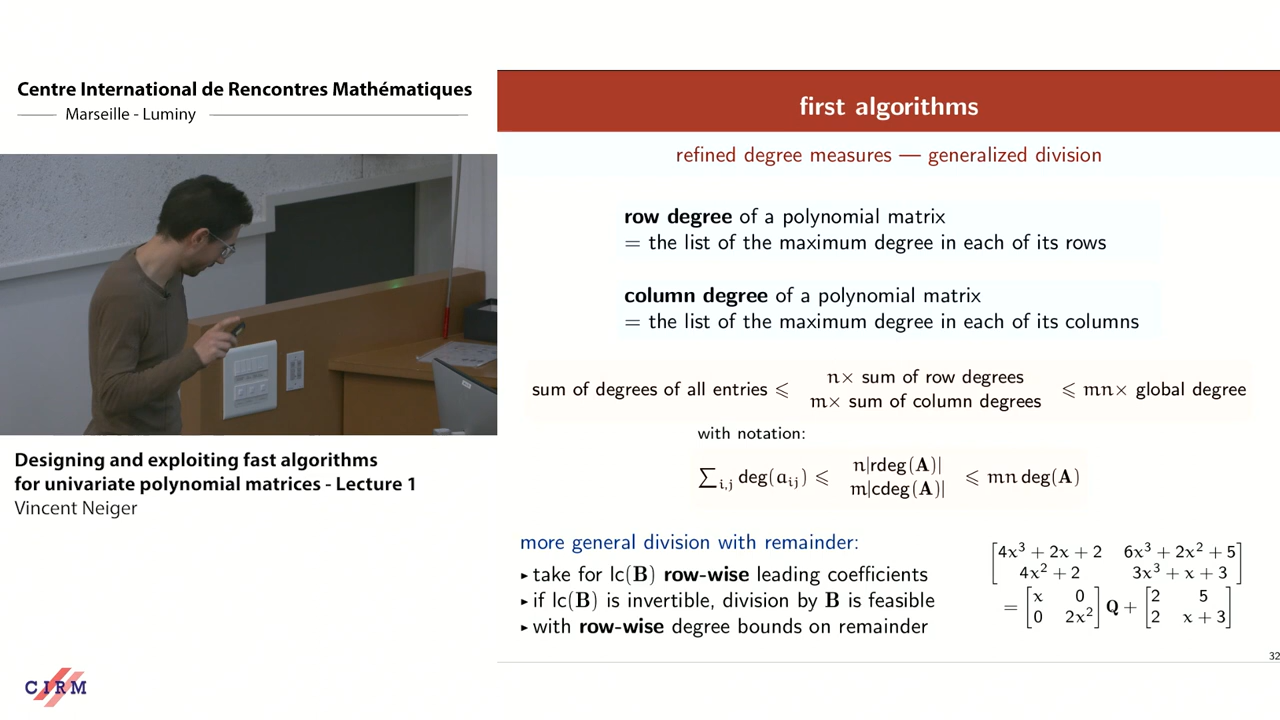 Centre International de Rencontres Mathématiques
Marseille - Luminy
Designing and exploiting fast algorithms
for univariate polynomial matrices - Lecture 1
Vincent Neiger
CIRM
first algorithms
refined degree measures — generalized division
row degree of a polynomial matrix
= the list of the maximum degree in each of its rows
column degree of a polynomial matrix
= the list of the maximum degree in each of its columns
sum of degrees of all entries ⩽ n× sum of row degrees
m× sum of column degrees ⩽ mn× global degree
with notation:
∑i,j deg(aij) ⩽ n|rdeg(A)|
m|cdeg(A)| ⩽ mn deg(A)
more general division with remainder:
▸ take for lc(B) row-wise leading coefficients
▸ if lc(B) is invertible, division by B is feasible
▸ with row-wise degree bounds on remainder
[4x³ + 2x + 2 6x³ + 2x² + 5
4x² + 2 3x³ + x + 3]
= [x 0
0 2x²] Q + [2 5
2 x + 3]
32